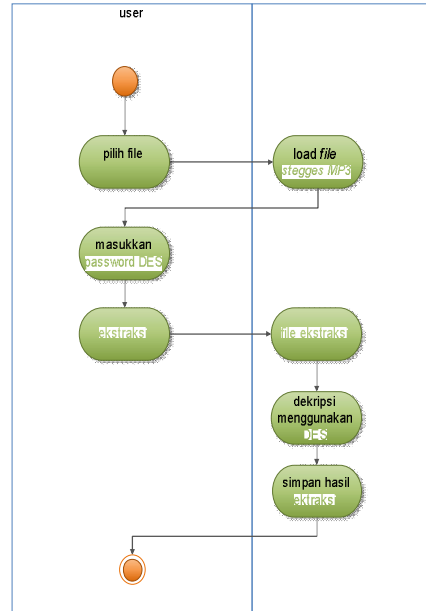 user
pilih file
load file
stegges MP3
masukkan
password DES
ekstraksi
file ekstraksi
dekripsi
menggunakan
DES
simpan hasil
ektraksi